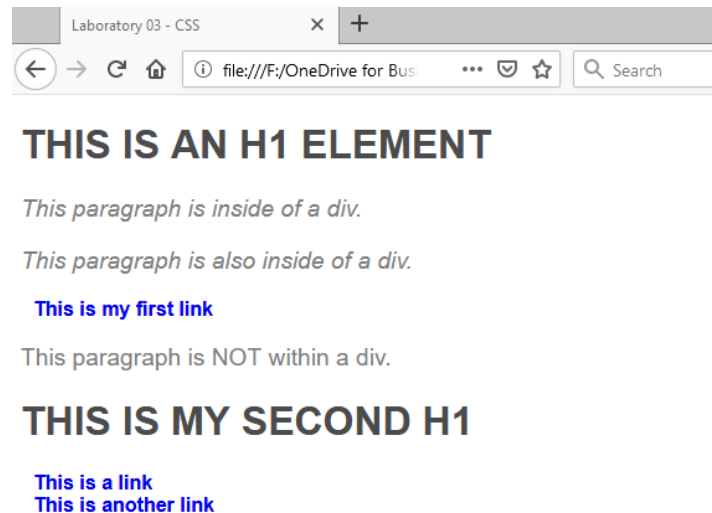 Laboratory 03 - CSS
file:///F:/OneDrive for Busi
Search
THIS IS AN H1 ELEMENT
This paragraph is inside of a div.
This paragraph is also inside of a div.
This is my first link
This paragraph is NOT within a div.
THIS IS MY SECOND H1
This is a link
This is another link